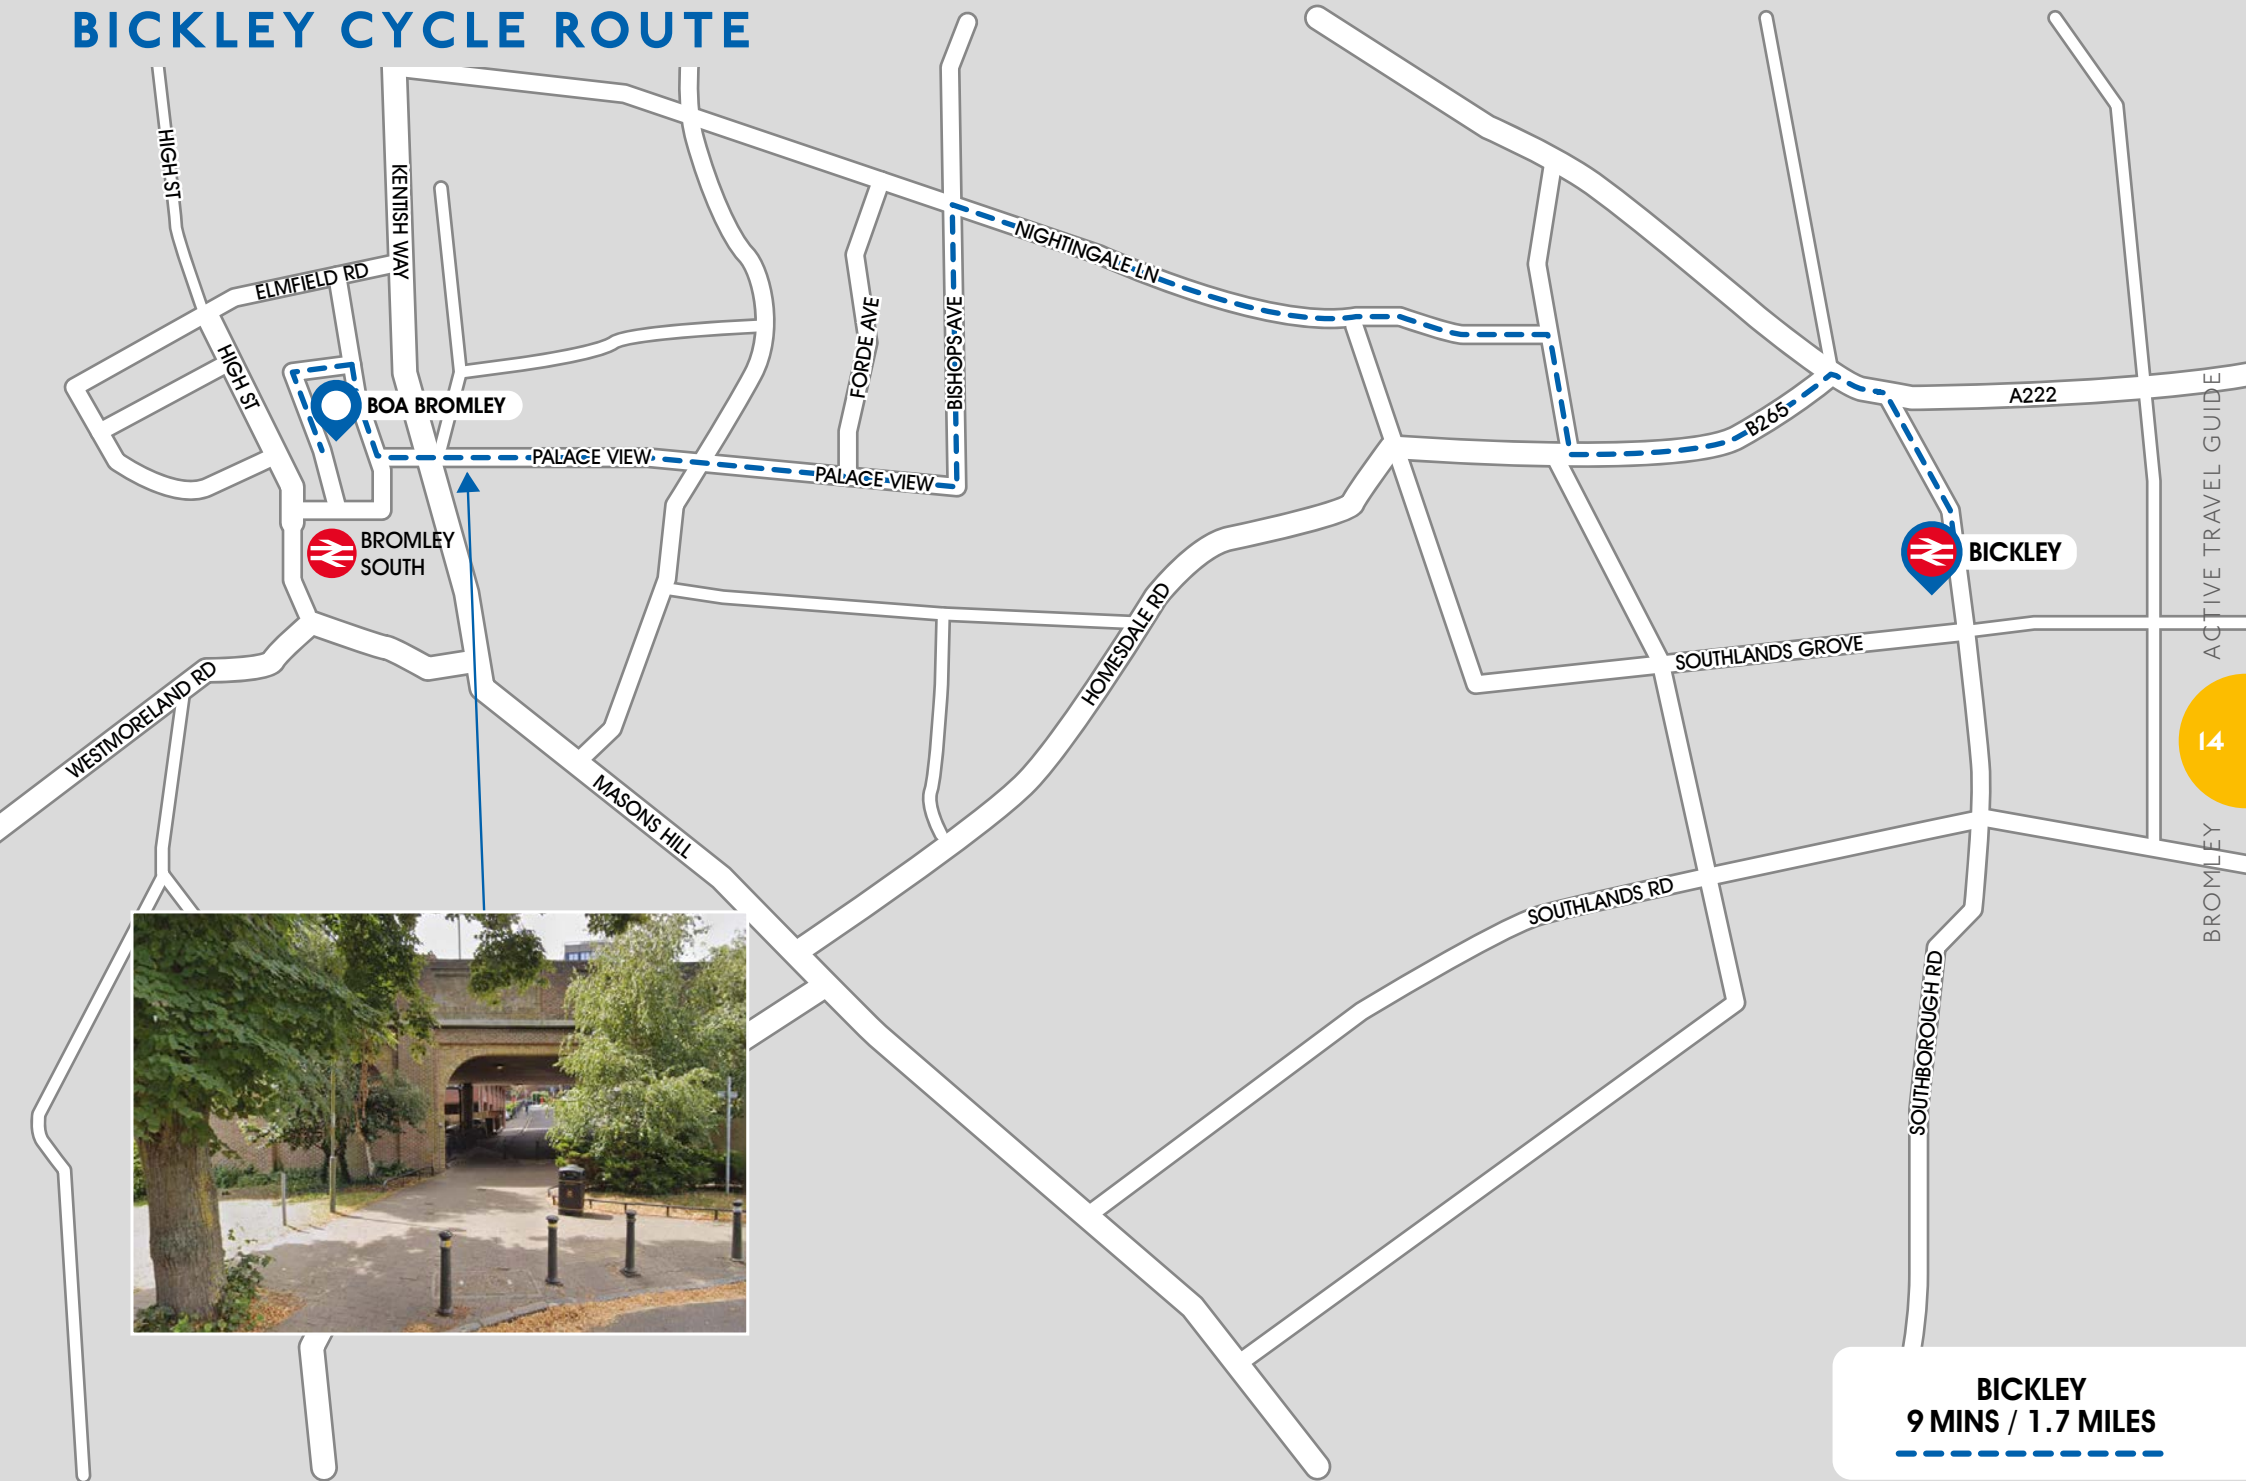 BICKLEY CYCLE ROUTE
HIGH ST
KENTISH WAY
ELMFIELD RD
HIGH ST
BOA BROMLEY
PALACE VIEW
PALACE VIEW
FORDE AVE
BISHOPS AVE
NIGHTINGALE LN
B265
A222
BROMLEY
SOUTH
BICKLEY
WESTMORELAND RD
MASONS HILL
HOMESDALE RD
SOUTHLANDS GROVE
SOUTHLANDS RD
SOUTHBOROUGH RD
BROMLEY
ACTIVE TRAVEL GUIDE
14
BICKLEY
9 MINS / 1.7 MILES